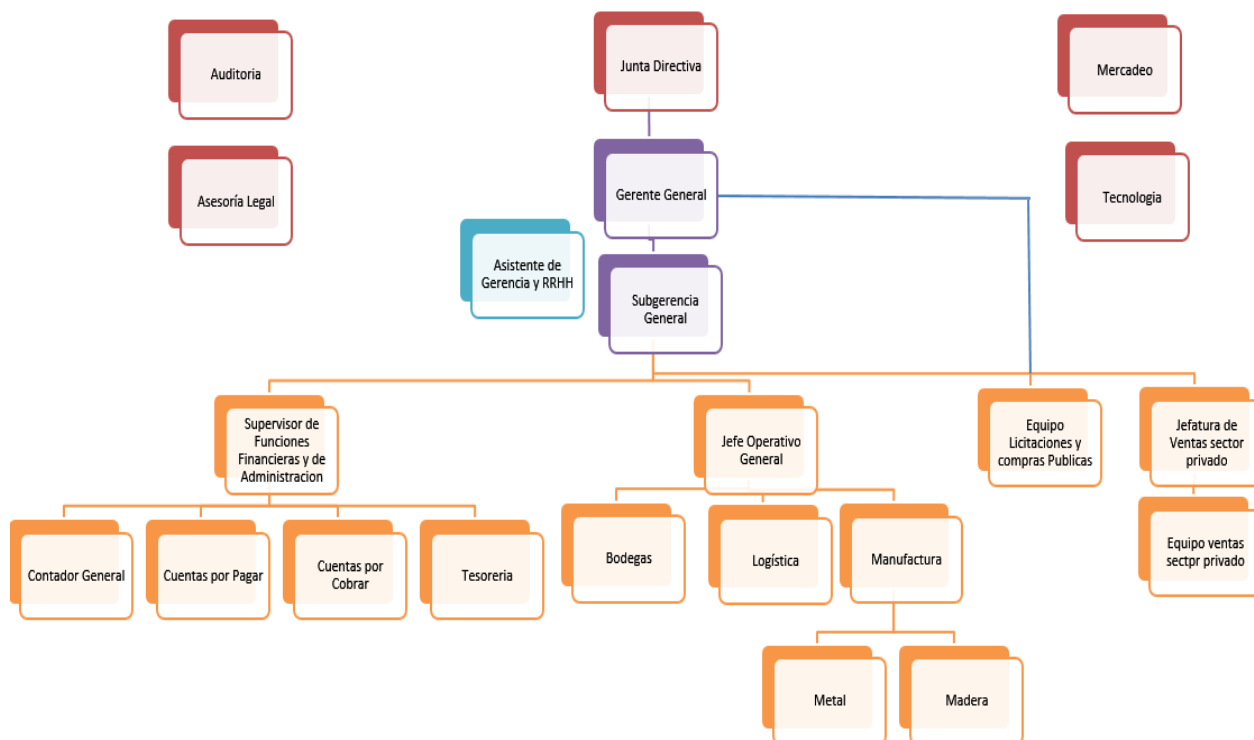 Auditoria
Junta Directiva
Mercadeo
Asesoría Legal
Gerente General
Tecnologia
Asistente de
Gerencia y RRHH
Subgerencia
General
Supervisor de
Funciones
Financieras y de
Administracion
Jefe Operativo
General
Equipo
Licitaciones y
compras Publicas
Jefatura de
Ventas sector
privado
Contador General
Cuentas por Pagar
Cuentas por
Cobrar
Tesoreria
Bodegas
Logística
Manufactura
Equipo ventas
sectpr privado
Metal
Madera